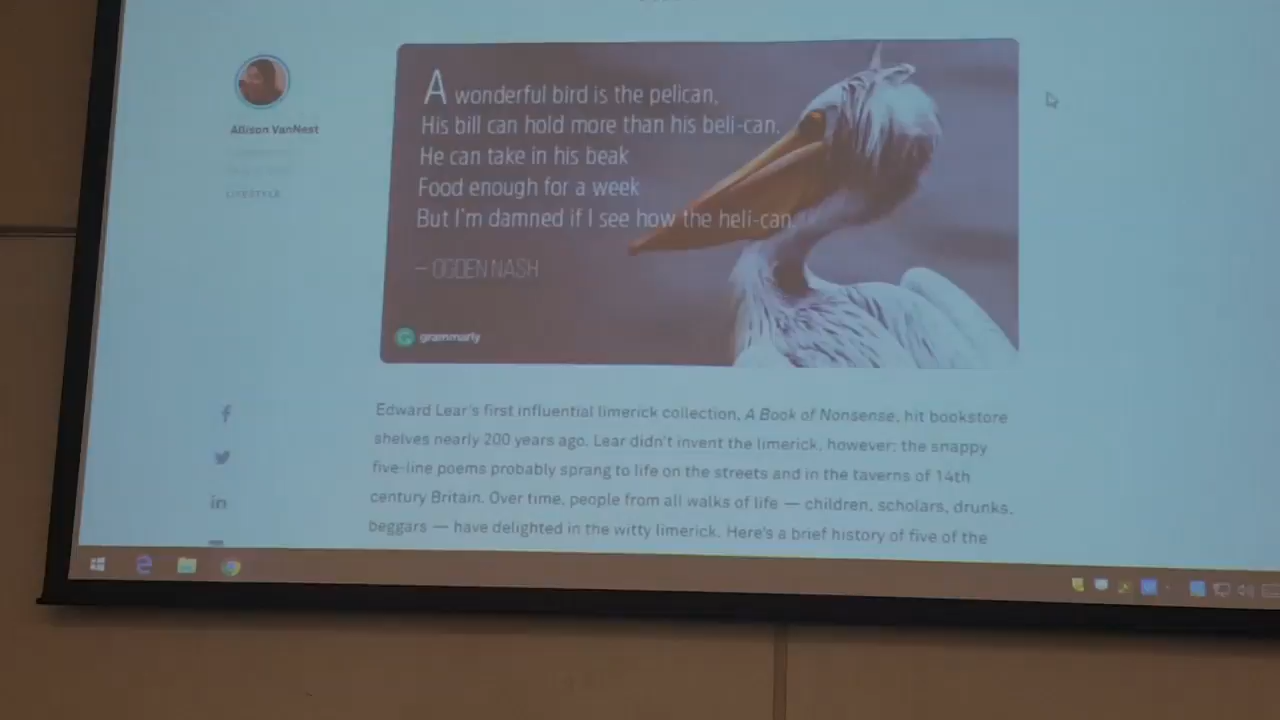 Allison VanNest
LIFESTYLE
A wonderful bird is the pelican,
His bill can hold more than his beli-can.
He can take in his beak
Food enough for a week
But I'm damned if I see how the heli-can.
– OGDEN NASH
grammarly
Edward Lear's first influential limerick collection, A Book of Nonsense, hit bookstore
shelves nearly 200 years ago. Lear didn't invent the limerick, however; the snappy
five-line poems probably sprang to life on the streets and in the taverns of 14th
century Britain. Over time, people from all walks of life — children, scholars, drunks,
beggars — have delighted in the witty limerick. Here's a brief history of five of the